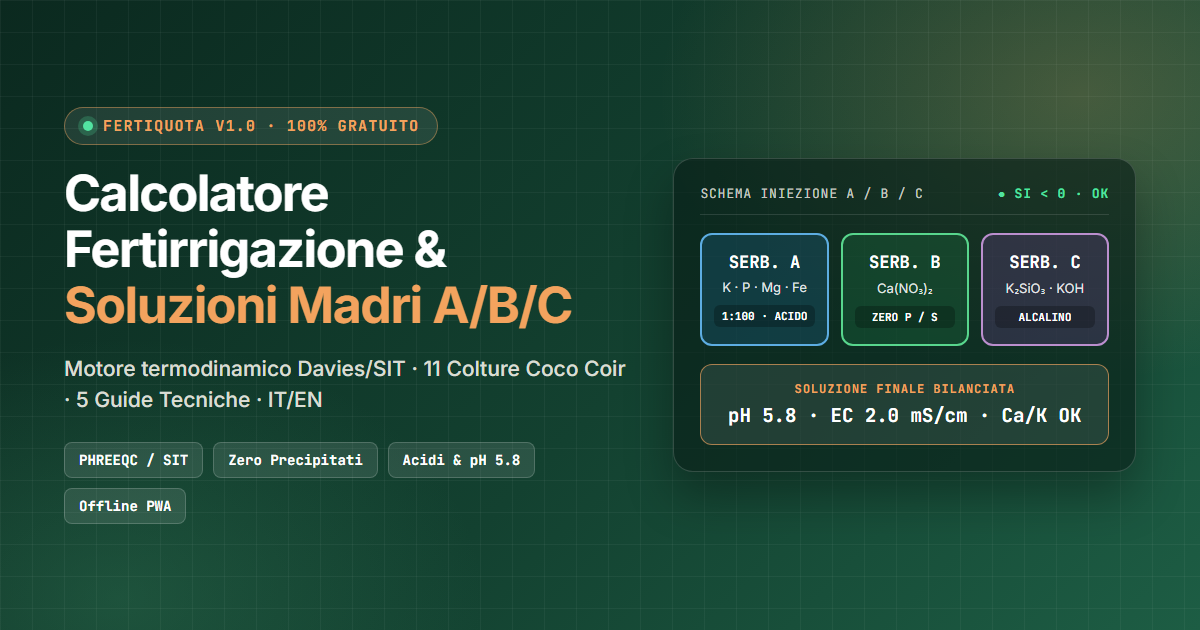 FERTIQUOTA V1.0 · 100% GRATUITO
Calcolatore
Fertirrigazione &
Soluzioni Madri A/B/C
Motore termodinamico Davies/SIT · 11 Colture Coco Coir
· 5 Guide Tecniche · IT/EN
PHREEQC / SIT
Zero Precipitati
Acidi & pH 5.8
Offline PWA
SCHEMA INIEZIONE A / B / C
● SI < 0 · OK
SERB. A
K · P · Mg · Fe
1:100 · ACIDO
SERB. B
Ca(NO₃)₂
ZERO P / S
SERB. C
K₂SiO₃ · KOH
ALCALINO
SOLUZIONE FINALE BILANCIATA
pH 5.8 · EC 2.0 mS/cm · Ca/K OK